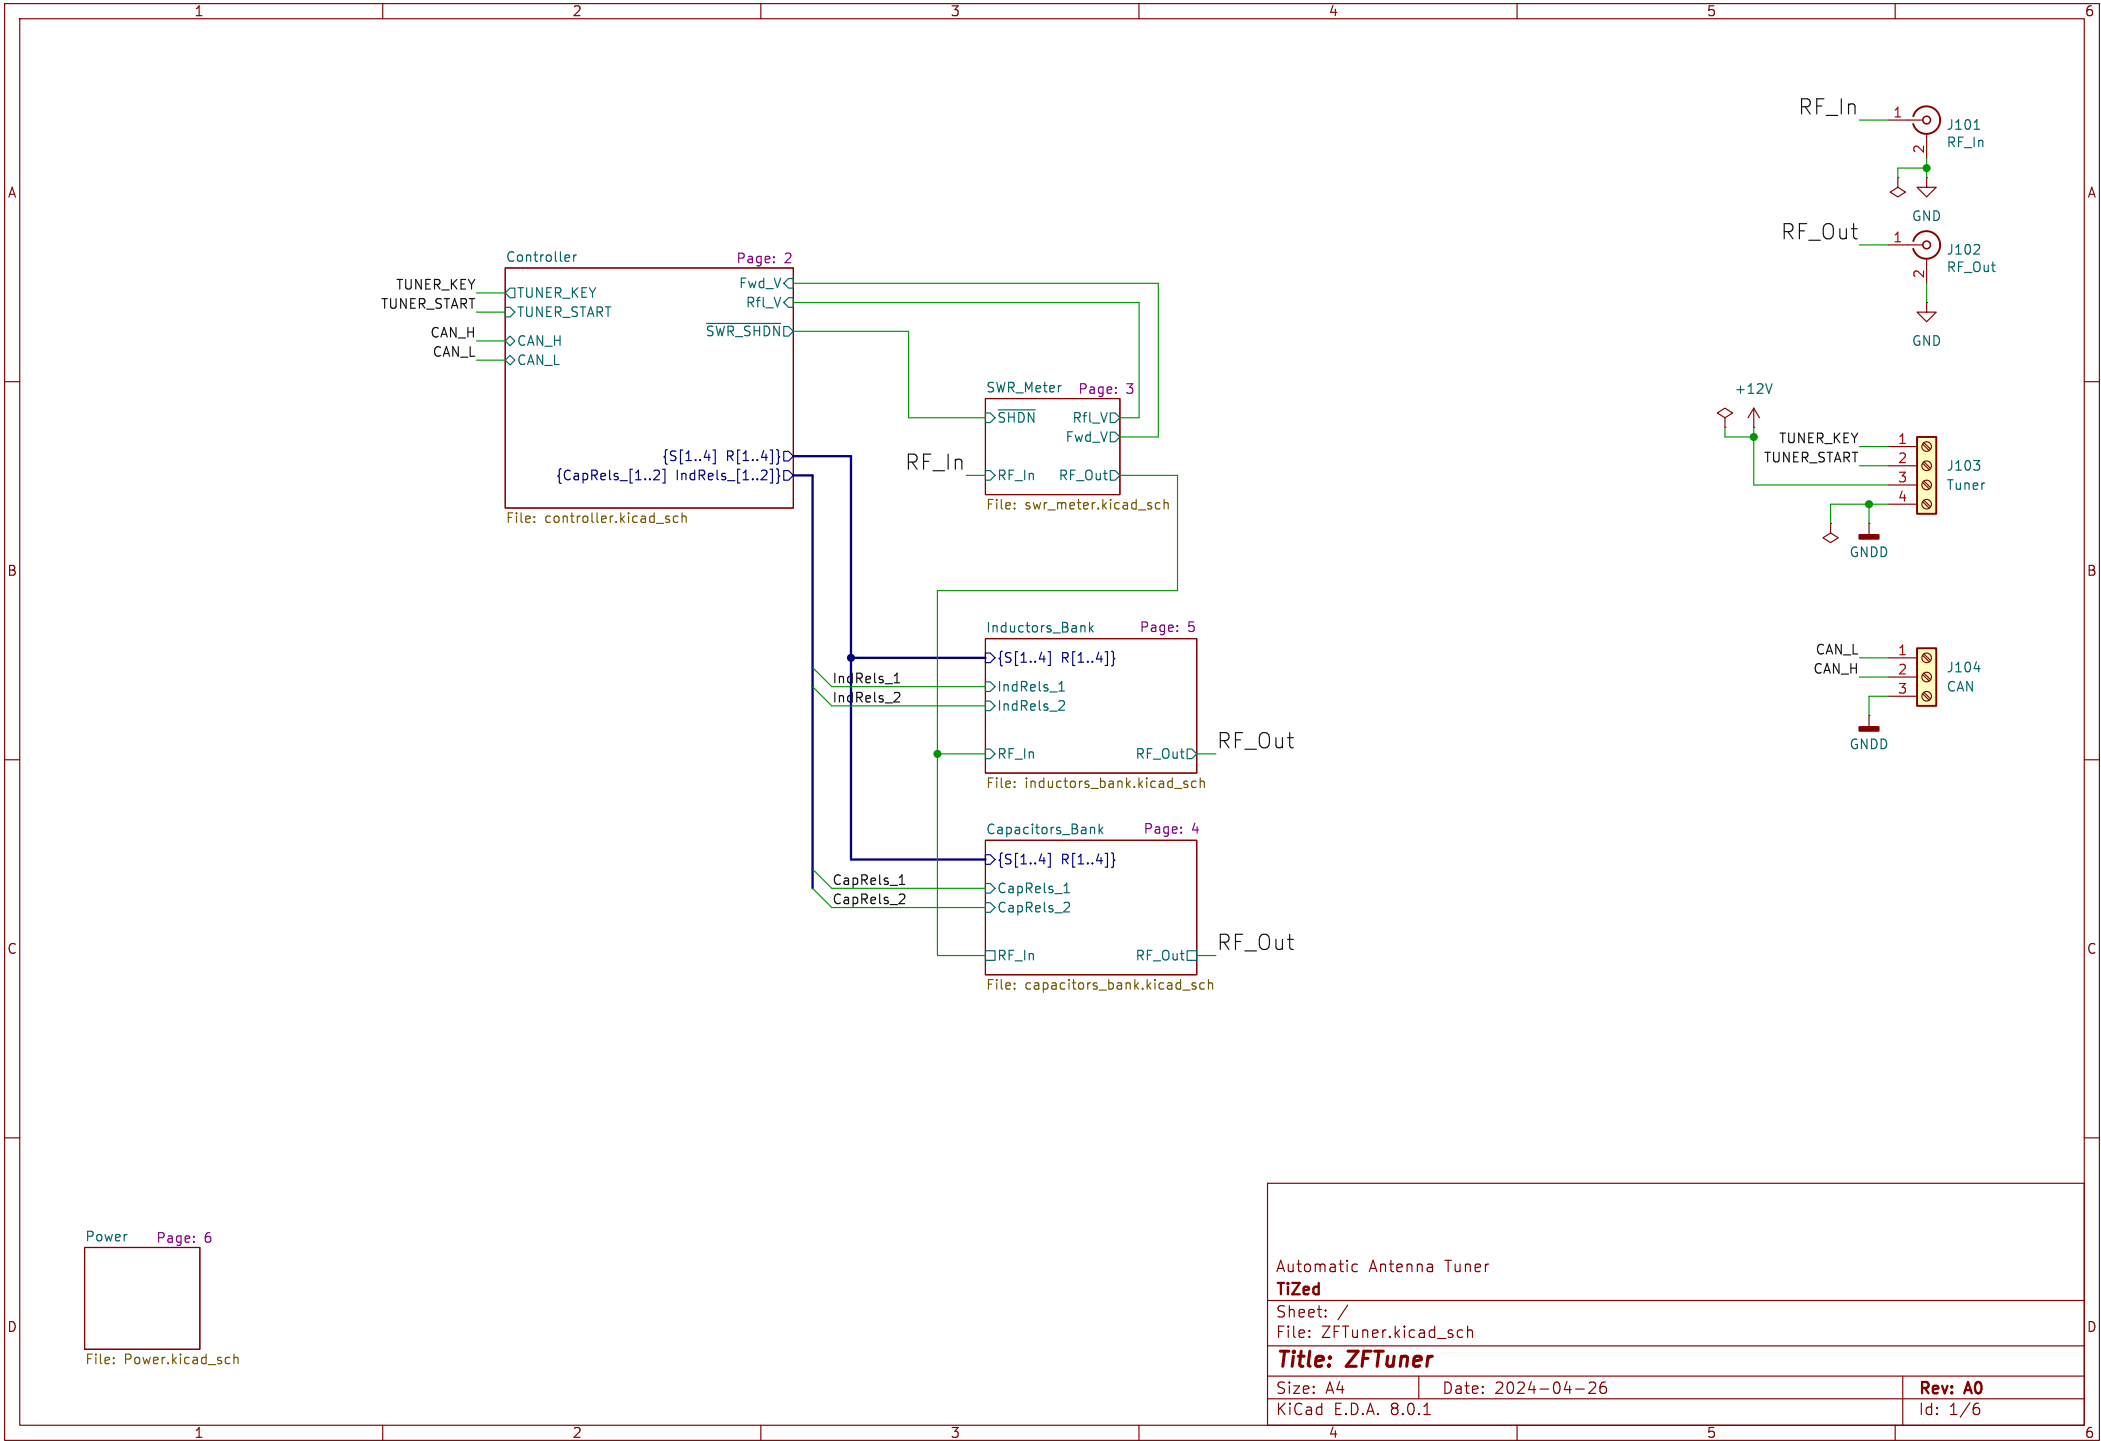 1 2 3 4 5 6
A A
B B
C C
D D
RF_In
1
2
J101
RF_In
GND
RF_Out
1
2
J102
RF_Out
GND
Controller Page: 2
TUNER_KEY TUNER_KEY Fwd_V
TUNER_START TUNER_START Rfl_V
SWR_SHDN
CAN_H CAN_H
CAN_L CAN_L
{S[1..4] R[1..4]}
{CapRels_[1..2] IndRels_[1..2]}
File: controller.kicad_sch
SWR_Meter Page: 3
SHDN Rfl_V
Fwd_V
RF_In RF_In RF_Out
File: swr_meter.kicad_sch
+12V
TUNER_KEY 1
TUNER_START 2
3
4
J103
Tuner
GNDD
Inductors_Bank Page: 5
{S[1..4] R[1..4]}
IndRels_1 IndRels_1
IndRels_2 IndRels_2
RF_In RF_Out RF_Out
File: inductors_bank.kicad_sch
CAN_L 1
CAN_H 2
3
J104
CAN
GNDD
Capacitors_Bank Page: 4
{S[1..4] R[1..4]}
CapRels_1 CapRels_1
CapRels_2 CapRels_2
RF_In RF_Out RF_Out
File: capacitors_bank.kicad_sch
Power Page: 6
File: Power.kicad_sch
Automatic Antenna Tuner
TiZed
Sheet: /
File: ZFTuner.kicad_sch
Title: ZFTuner
Size: A4 Date: 2024-04-26 Rev: A0
KiCad E.D.A. 8.0.1 Id: 1/6
1 2 3 4 5 6